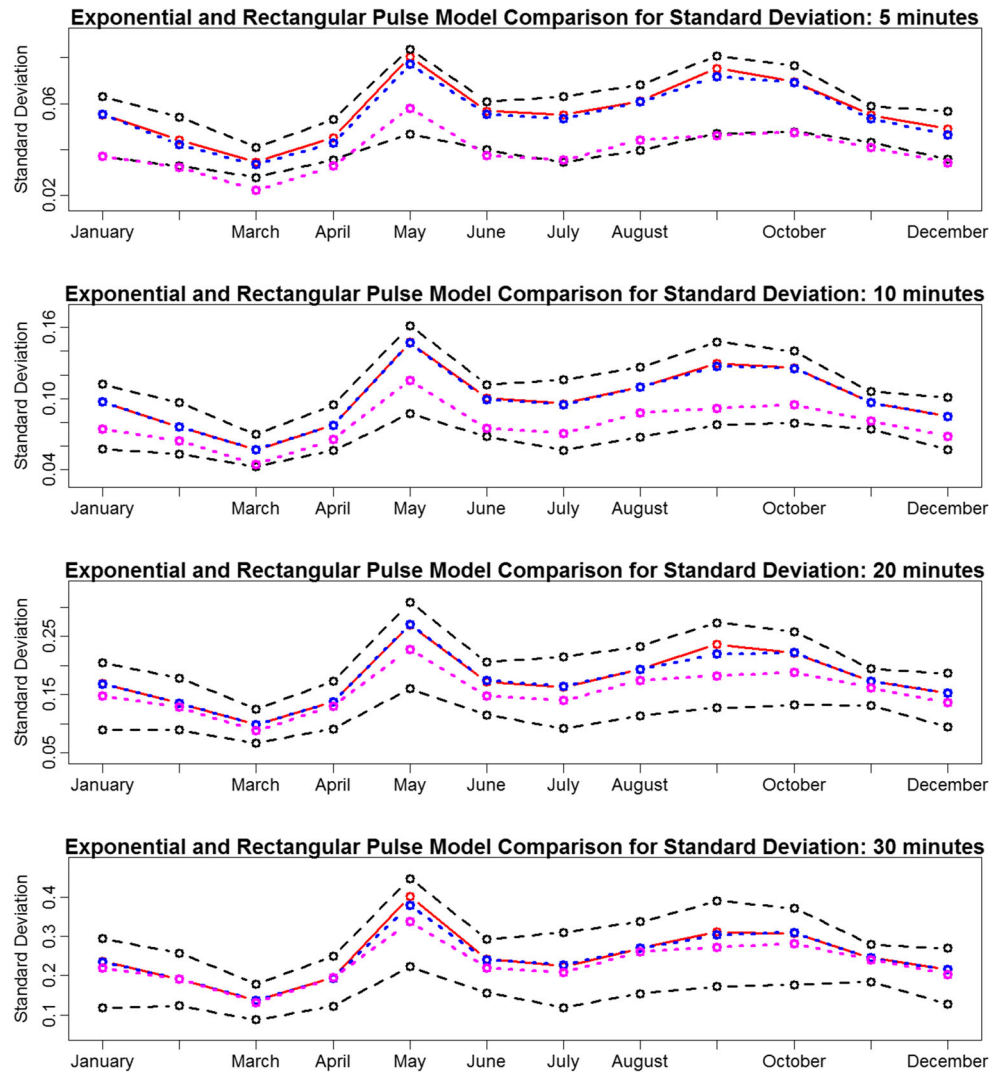 Exponential and Rectangular Pulse Model Comparison for Standard Deviation: 5 minutes
Standard Deviation
0.06
0.02
January March April May June July August October December
Exponential and Rectangular Pulse Model Comparison for Standard Deviation: 10 minutes
Standard Deviation
0.16
0.10
0.04
January March April May June July August October December
Exponential and Rectangular Pulse Model Comparison for Standard Deviation: 20 minutes
Standard Deviation
0.25
0.15
0.05
January March April May June July August October December
Exponential and Rectangular Pulse Model Comparison for Standard Deviation: 30 minutes
Standard Deviation
0.4
0.3
0.2
0.1
January March April May June July August October December